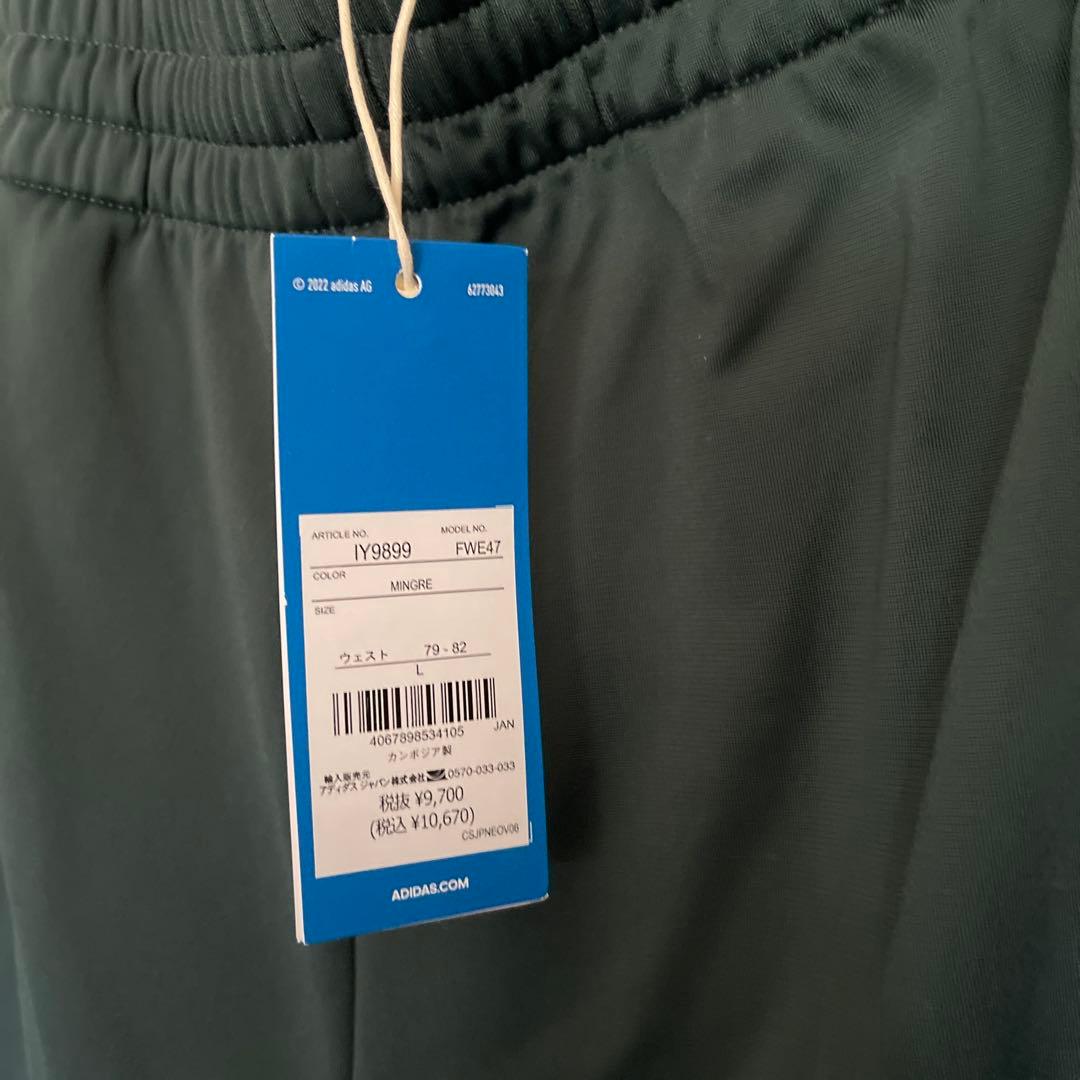 © 2022 adidas AG 62773043
ARTICLE NO. MODEL NO.
IY9899 FWE47
COLOR
MINGRE
SIZE
ウェスト 79 - 82
L
4067898534105 JAN
カンボジア製
輸入販売元
アディダス ジャパン株式会社 0570-033-033
税抜 ¥9,700
(税込 ¥10,670)
CSJPNEOV06
ADIDAS.COM